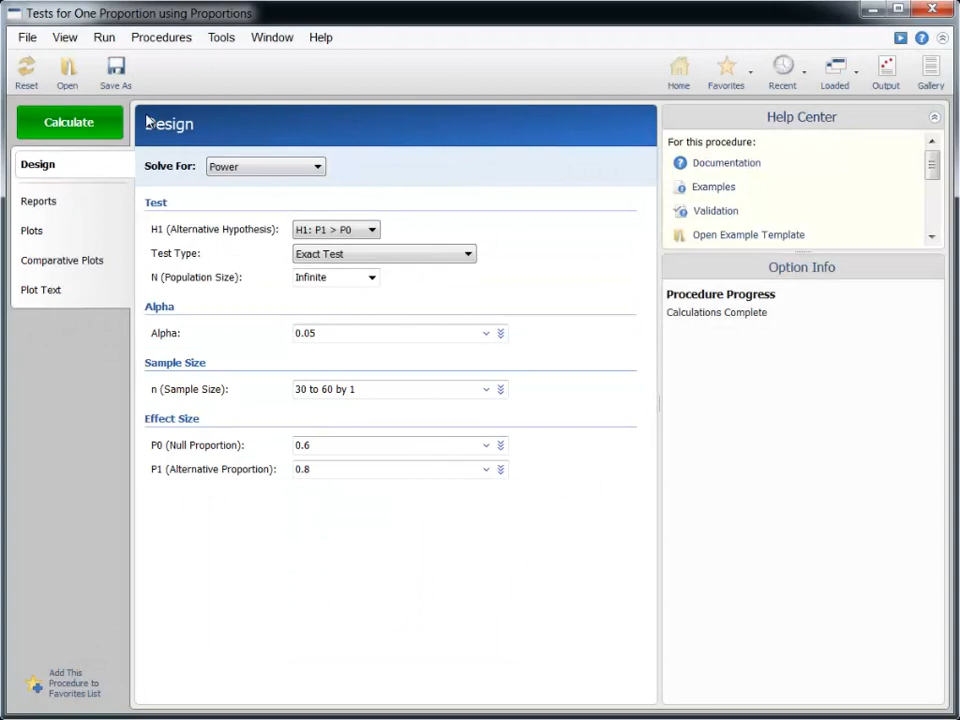 Tests for One Proportion using Proportions
File View Run Procedures Tools Window Help
Reset Open Save As Home Favorites Recent Loaded Output Gallery
Calculate
Design
Reports
Plots
Comparative Plots
Plot Text
Add This
Procedure to
Favorites List
Design
Solve For: Power
Test
H1 (Alternative Hypothesis): H1: P1 > P0
Test Type: Exact Test
N (Population Size): Infinite
Alpha
Alpha: 0.05
Sample Size
n (Sample Size): 30 to 60 by 1
Effect Size
P0 (Null Proportion): 0.6
P1 (Alternative Proportion): 0.8
Help Center
For this procedure:
Documentation
Examples
Validation
Open Example Template
Option Info
Procedure Progress
Calculations Complete